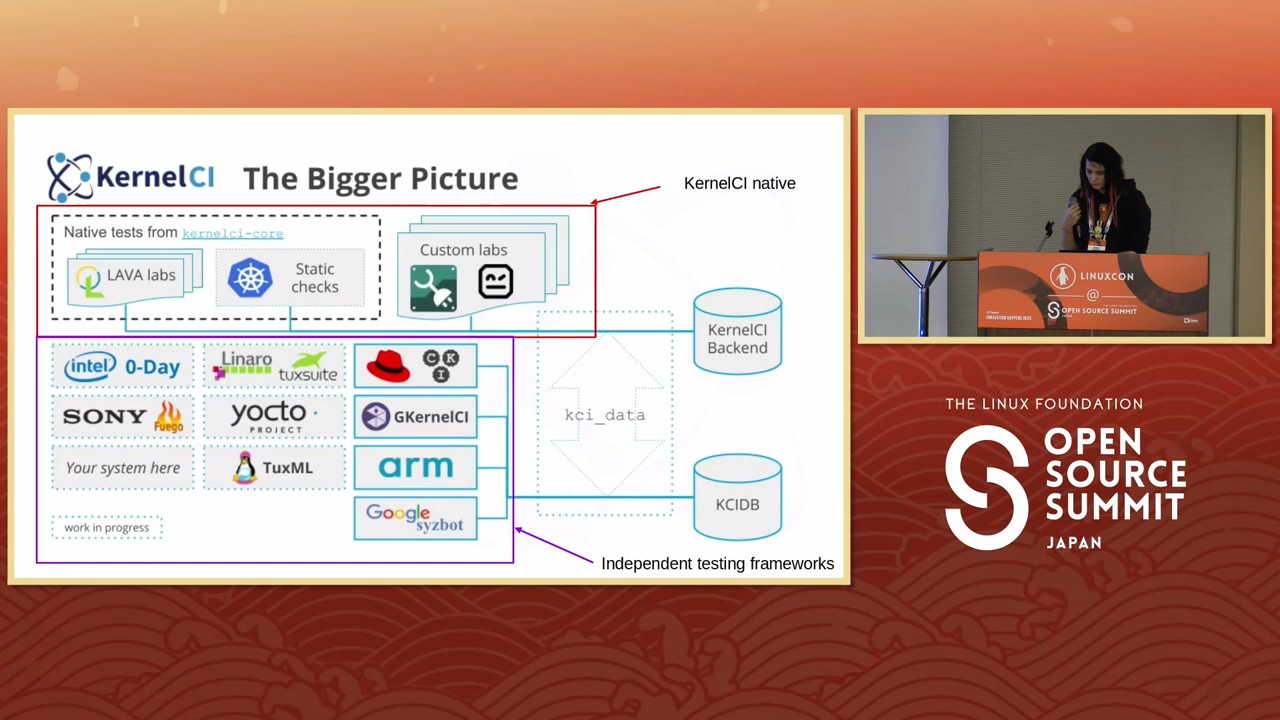 KernelCI
The Bigger Picture
KernelCI native
Native tests from kernelci-core
LAVA labs
Static
checks
Custom labs
KernelCI
Backend
intel 0-Day
Linaro
tuxsuite
C K
I
SONY
Fuego
yocto
PROJECT
GKernelCI
kci_data
Your system here
TuxML
arm
KCIDB
Google
syzbot
work in progress
Independent testing frameworks
LINUXCON
@
OPEN SOURCE SUMMIT
THE LINUX FOUNDATION
OPEN
SOURCE
SUMMIT
JAPAN